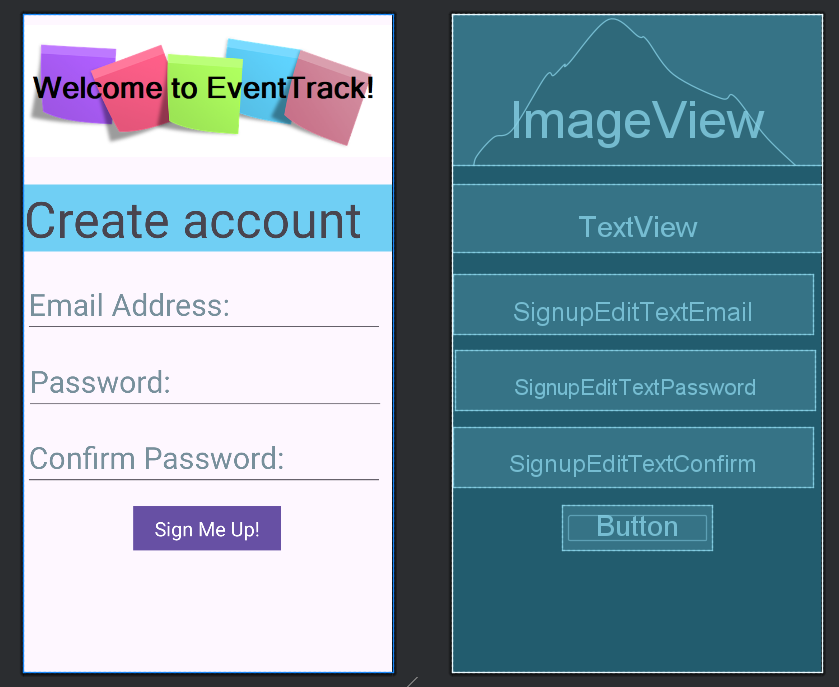 Welcome to EventTrack!
Create account
Email Address:
Password:
Confirm Password:
Sign Me Up!
ImageView
TextView
SignupEditTextEmail
SignupEditTextPassword
SignupEditTextConfirm
Button